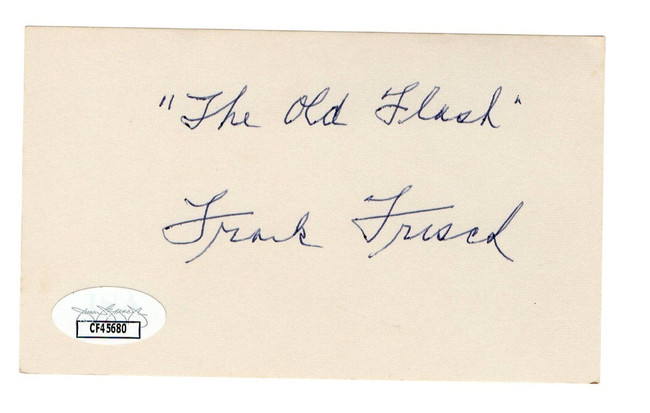 "The Old Flash"
Frank Frisch
CF45680